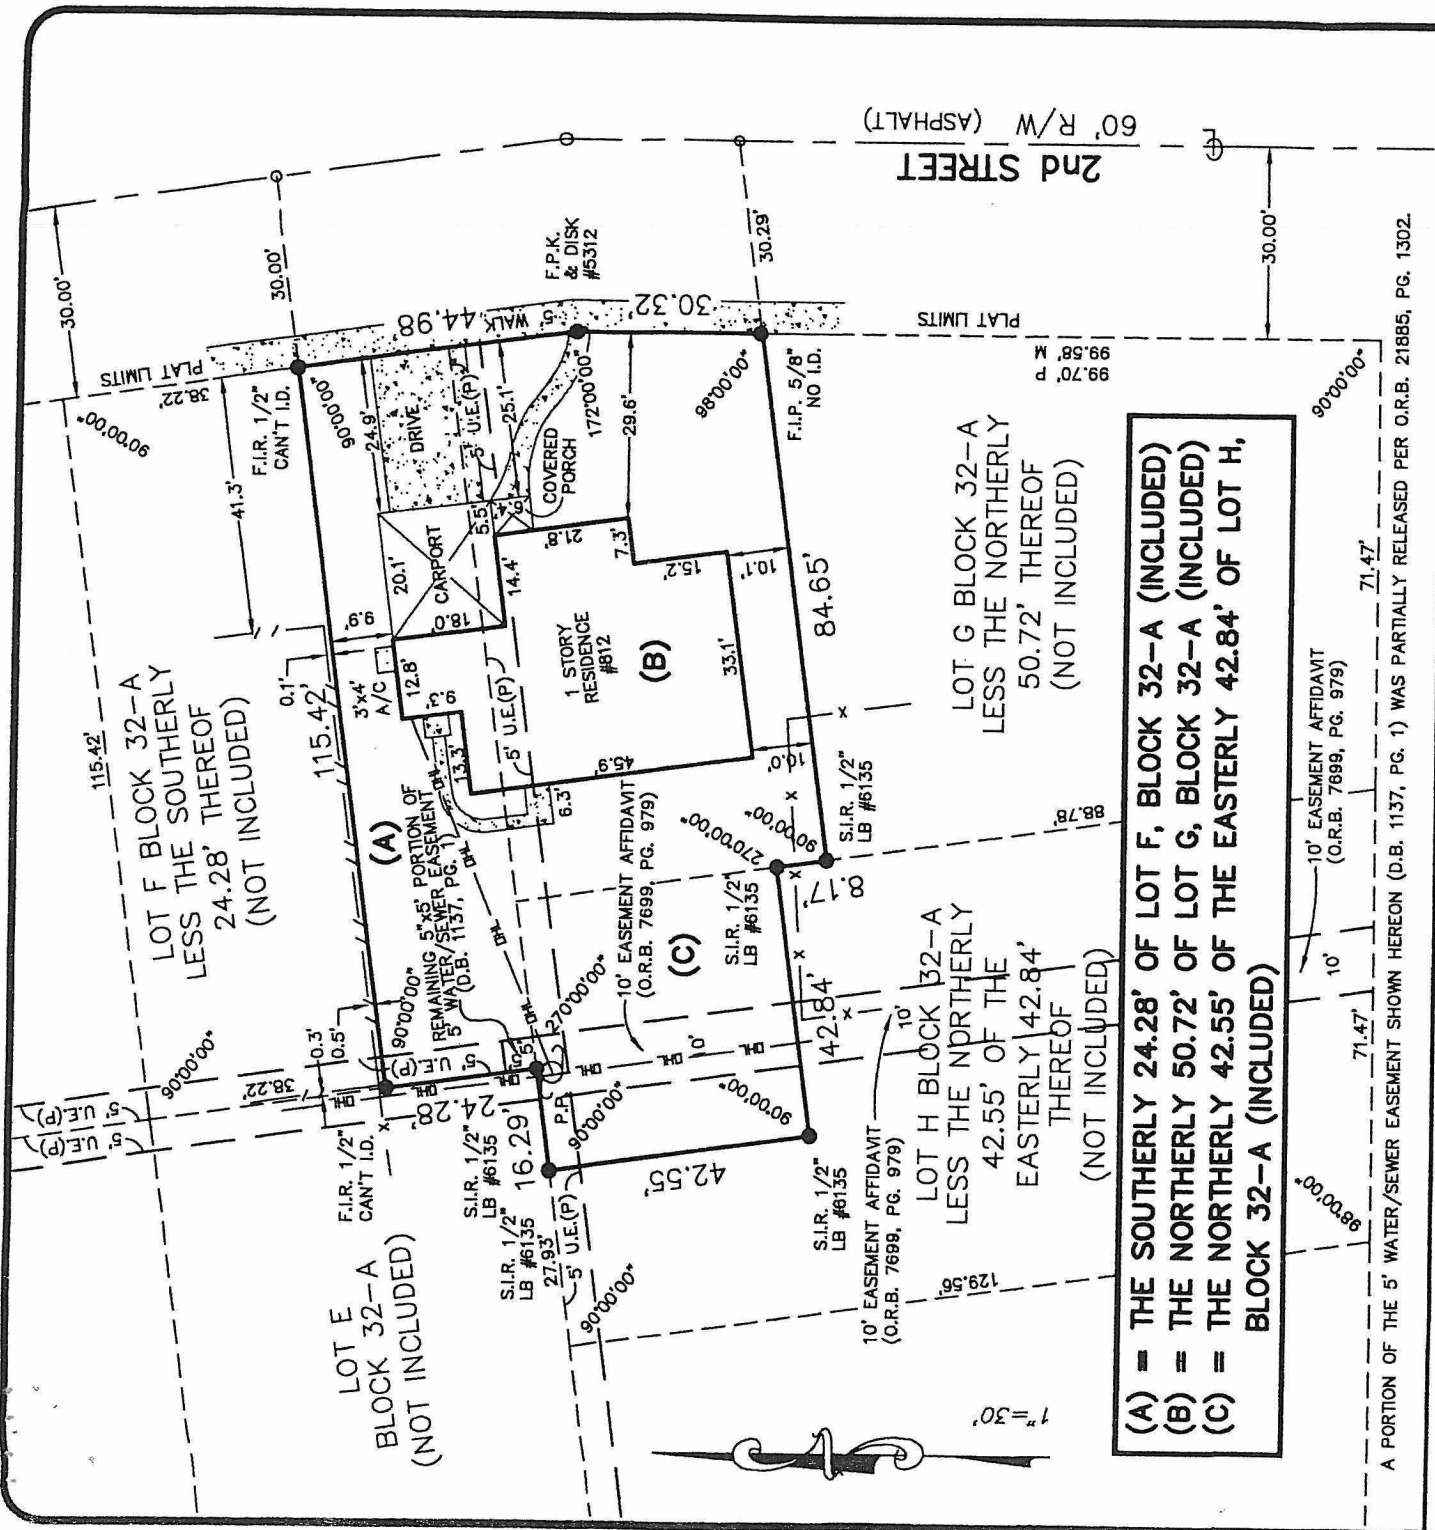 30.00'
30.00'
PLAT LIMITS
38.22'
90°00'00"
F.I.R. 1/2"
CAN'T I.D.
90°00'00"
41.3'
115.42'
LOT F BLOCK 32-A
LESS THE SOUTHERLY
24.28' THEREOF
(NOT INCLUDED)
0.1'
115.42'
9.9'
3'x4'
A/C
12.8'
9.3'
13.3'
18.0'
20.1'
CARPORT
5.5'
6.4'
14.4'
24.9'
DRIVE
44.98
WALK
5'
5' U.E.(P)
25.1'
COVERED
PORCH
F.P.K.
& DISK
#5312
172°00'00"
30.32
29.6'
21.8'
7.3'
15.2'
10.1'
33.1'
1 STORY
RESIDENCE
#812
(B)
5' U.E.(P)
45.9'
10.0'
6.3'
98°00'00"
F.I.P. 5/8"
NO I.D.
30.29'
2nd STREET
60' R/W (ASPHALT)
30.00'
PLAT LIMITS
99.70' P
99.58' M
90°00'00"
84.65'
LOT G BLOCK 32-A
LESS THE NORTHERLY
50.72' THEREOF
(NOT INCLUDED)
(A)
REMAINING 5"x5' PORTION OF
5' WATER/SEWER EASEMENT
(D.B. 1137, PG. 1)
OHL
OHL
OHL
10' EASEMENT AFFIDAVIT
(O.R.B. 7699, PG. 979)
(C)
S.I.R. 1/2"
LB #6135
S.I.R. 1/2"
LB #6135
270°00'00"
90°00'00"
8.17'
88.78'
42.84'
90°00'00"
LOT H BLOCK 32-A
LESS THE NORTHERLY
42.55' OF THE
EASTERLY 42.84'
THEREOF
(NOT INCLUDED)
10'
10' EASEMENT AFFIDAVIT
(O.R.B. 7699, PG. 979)
0.3'
0.5'
90°00'00"
90°00'00"
38.22'
5' U.E.(P)
5' U.E.(P)
5' U.E.(P)
5'
5'
270°00'00"
24.28'
P.P.
16.29'
90°00'00"
42.55'
F.I.R. 1/2"
CAN'T I.D.
S.I.R. 1/2"
LB #6135
S.I.R. 1/2"
LB #6135
27.93'
5' U.E.(P)
90°00'00"
S.I.R. 1/2"
LB #6135
LOT E
BLOCK 32-A
(NOT INCLUDED)
129.56'
1"=30'
(A) = THE SOUTHERLY 24.28' OF LOT F, BLOCK 32-A (INCLUDED)
(B) = THE NORTHERLY 50.72' OF LOT G, BLOCK 32-A (INCLUDED)
(C) = THE NORTHERLY 42.55' OF THE EASTERLY 42.84' OF LOT H,
BLOCK 32-A (INCLUDED)
10' EASEMENT AFFIDAVIT
(O.R.B. 7699, PG. 979)
10'
98°00'00"
71.47'
71.47'
A PORTION OF THE 5' WATER/SEWER EASEMENT SHOWN HEREON (D.B. 1137, PG. 1) WAS PARTIALLY RELEASED PER O.R.B. 21885, PG. 1302.